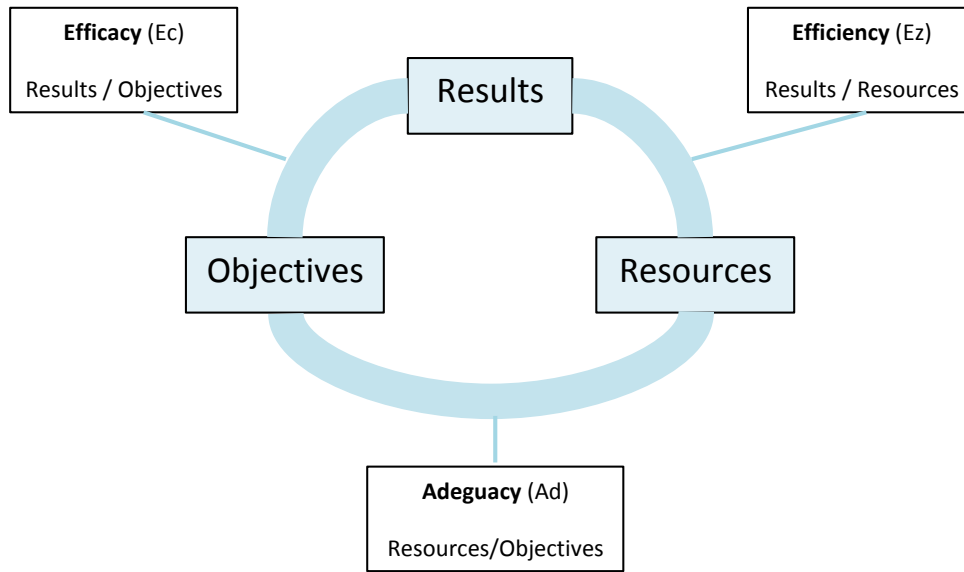 Efficacy (Ec)
Results / Objectives
Efficiency (Ez)
Results / Resources
Results
Objectives
Resources
Adeguacy (Ad)
Resources/Objectives